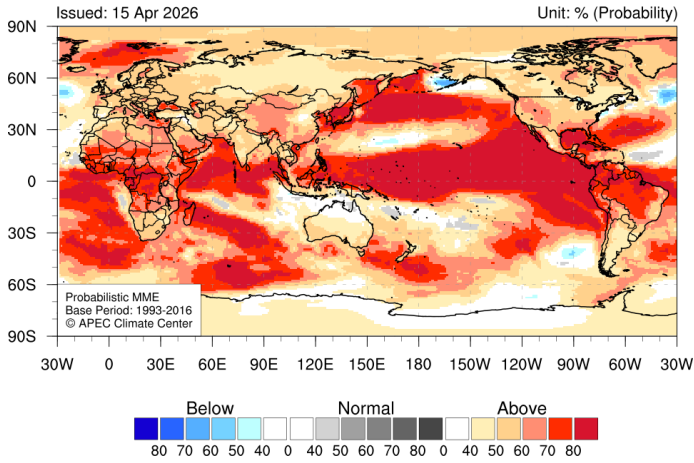 Issued: 15 Apr 2026 Unit: % (Probability)
90N
60N
30N
0
30S
60S
90S
Probabilistic MME
Base Period: 1993-2016
© APEC Climate Center
30W 0 30E 60E 90E 120E 150E 180 150W 120W 90W 60W 30W
Below Normal Above
80 70 60 50 40 0 40 50 60 70 80 0 40 50 60 70 80